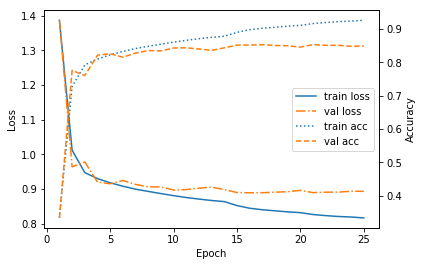 1.4
1.3
1.2
1.1
1.0
0.9
0.8
Loss
0
5
10
15
20
25
Epoch
0.9
0.8
0.7
0.6
0.5
0.4
Accuracy
train loss
val loss
train acc
val acc